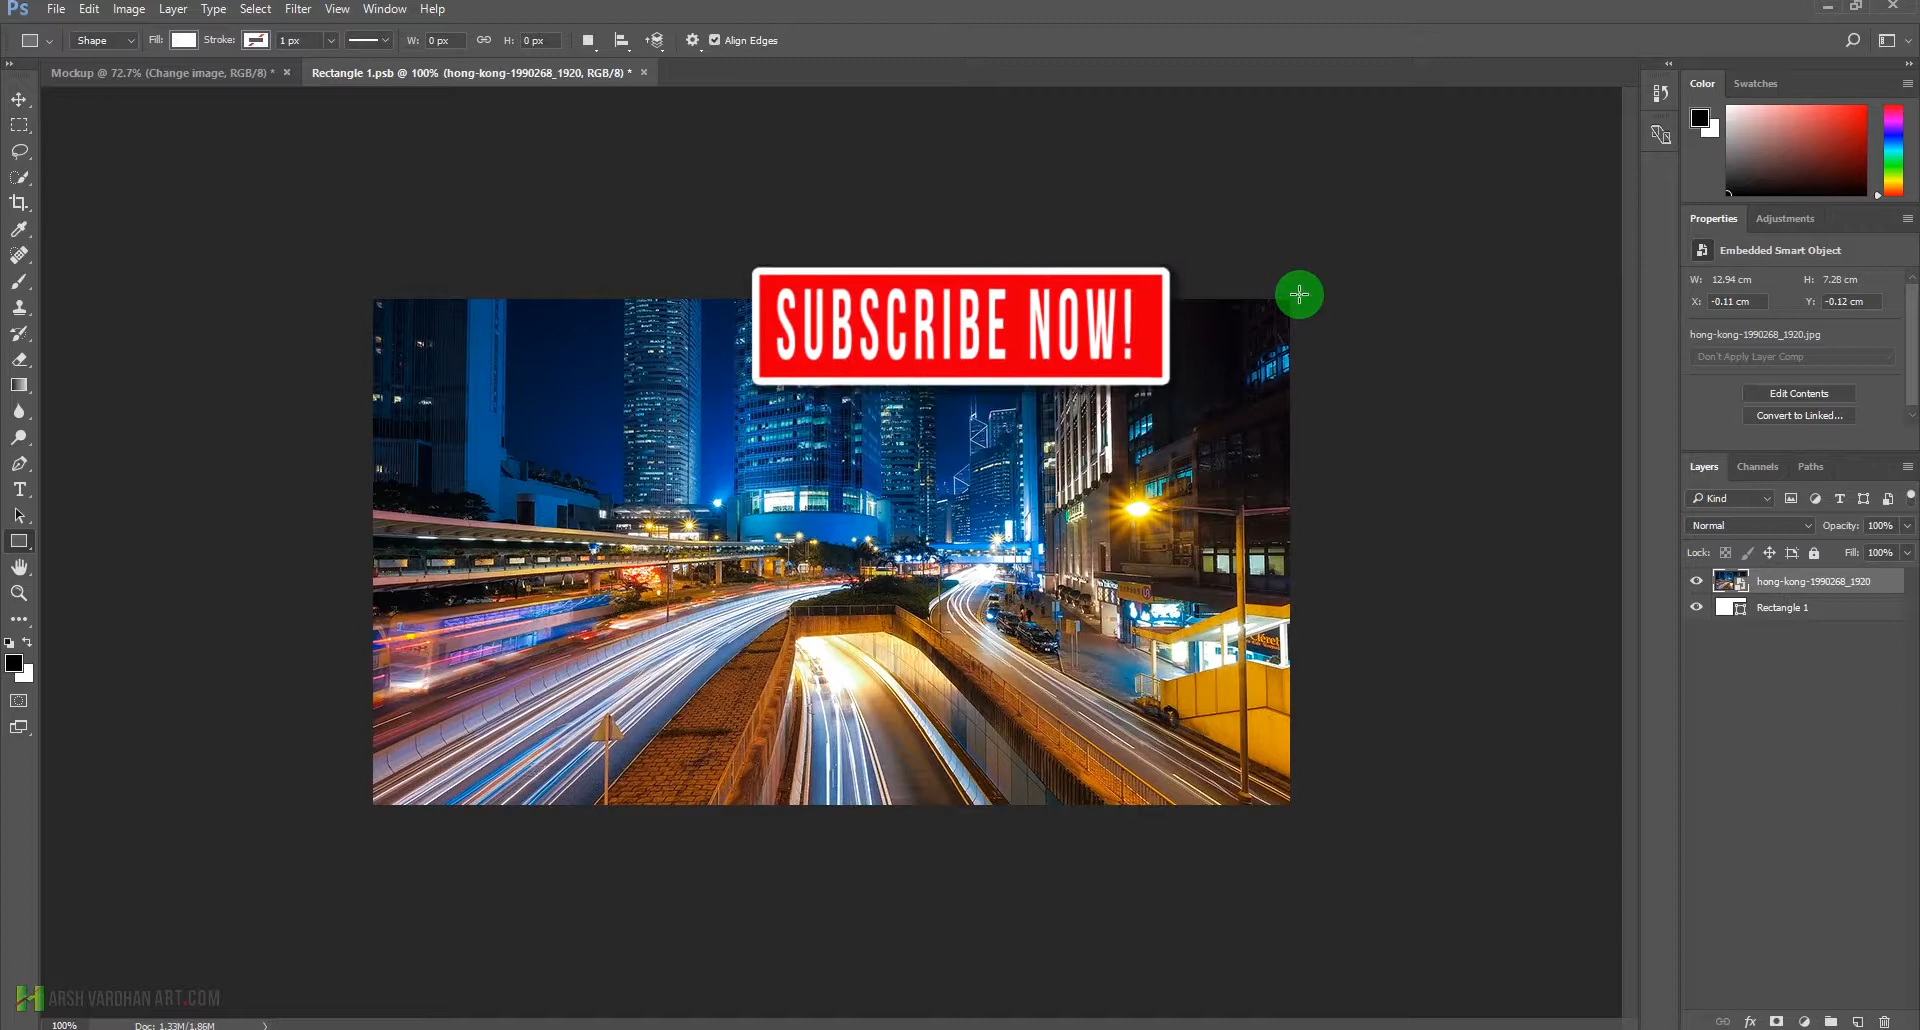 Ps File Edit Image Layer Type Select Filter View Window Help
Shape Fill: Stroke: 1 px W: 0 px H: 0 px Align Edges
Mockup @ 72.7% (Change image, RGB/8) * × Rectangle 1.psb @ 100% (hong-kong-1990268_1920, RGB/8) * ×
Color Swatches
Properties Adjustments
Embedded Smart Object
W: 12.94 cm H: 7.28 cm
X: -0.11 cm Y: -0.12 cm
hong-kong-1990268_1920.jpg
Don't Apply Layer Comp
Edit Contents
Convert to Linked...
SUBSCRIBE NOW!
Layers Channels Paths
Kind
Normal Opacity: 100%
Lock: Fill: 100%
hong-kong-1990268_1920
Rectangle 1
ARSH VARDHAN ART.COM
100% Doc: 1.33M/1.86M